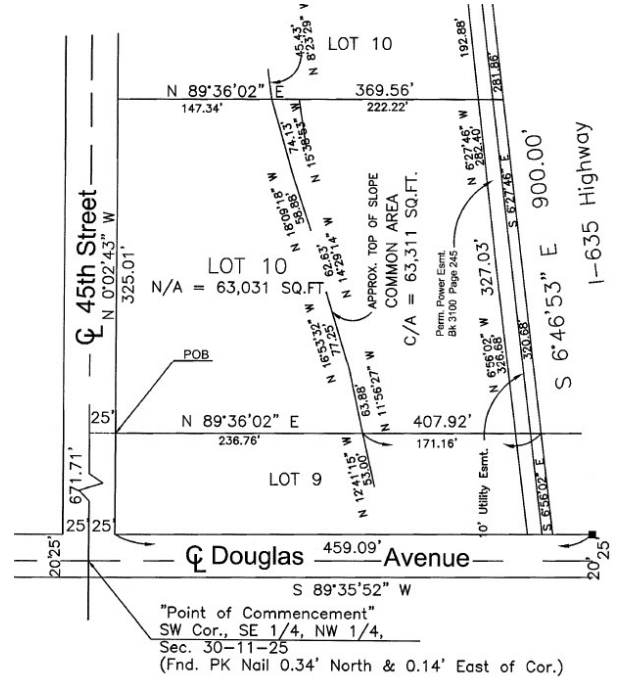 45.43'
N 8°23'29" W
LOT 10
192.88'
281.86'
N 89°36'02" E
369.56'
147.34'
222.22'
74.13'
N 15°38'53" W
N 6°27'46" W
282.40'
S 6°27'46" E
900.00'
I-635 Highway
N 18°09'18" W
58.88'
62.63'
N 14°29'14" W
APPROX. TOP OF SLOPE
COMMON AREA
C/A = 63,311 SQ.FT.
Perm. Power Esmt.
Bk 3100 Page 245
327.03'
S 6°46'53" E
℄ 45th Street
N 0°02'43" W
325.01'
LOT 10
N/A = 63,031 SQ.FT.
N 16°53'32" W
77.25'
N 6°56'02" W
326.68'
320.68'
POB
63.88'
N 11°56'27" W
25'
N 89°36'02" E
407.92'
236.76'
171.16'
671.71'
LOT 9
N 12°41'15" W
53.00'
10' Utility Esmt.
S 6°56'02" E
25'
25'
20'
25'
℄ Douglas
459.09'
Avenue
20'
25'
S 89°35'52" W
"Point of Commencement"
SW Cor., SE 1/4, NW 1/4,
Sec. 30-11-25
(Fnd. PK Nail 0.34' North & 0.14' East of Cor.)